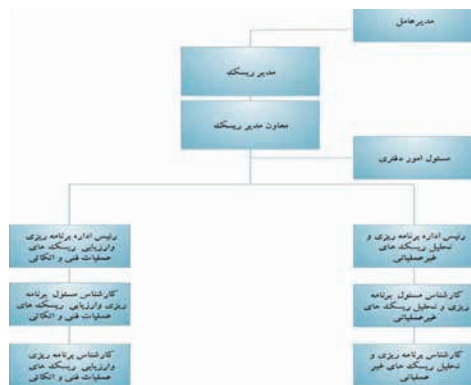 مدیرعامل
مدیر ریسک
معاون مدیر ریسک
مسئول امور دفتری
رئیس اداره برنامه ریزی و
تحلیل ریسک های
غیرعملیاتی
رئیس اداره برنامه ریزی
وارزیابی ریسک های
عملیات فنی و اتکائی
کارشناس مسئول برنامه
ریزی و تحلیل ریسک های
غیرعملیاتی
کارشناس مسئول برنامه
ریزی وارزیابی ریسک های
عملیات فنی و اتکائی
کارشناس برنامه ریزی و
تحلیل ریسک های غیر
عملیاتی
کارشناس برنامه ریزی
وارزیابی ریسک های
عملیات فنی و اتکائی